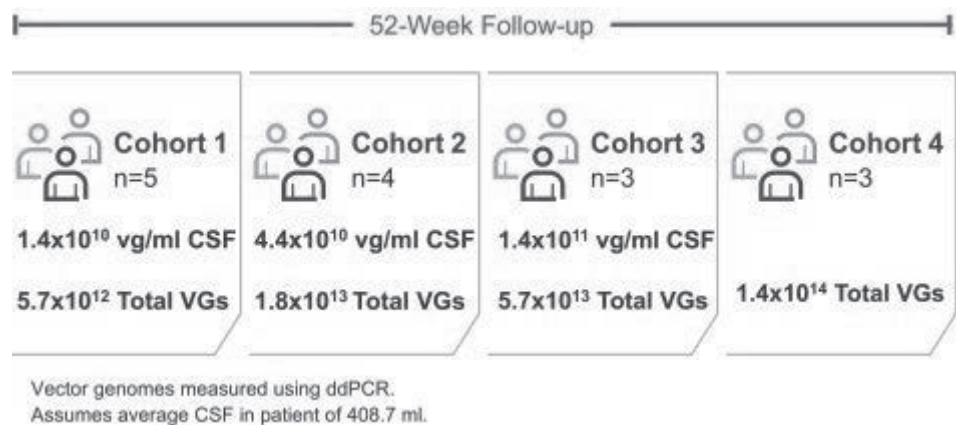 52-Week Follow-up
Cohort 1
n=5
1.4x10¹⁰ vg/ml CSF
5.7x10¹² Total VGs
Cohort 2
n=4
4.4x10¹⁰ vg/ml CSF
1.8x10¹³ Total VGs
Cohort 3
n=3
1.4x10¹¹ vg/ml CSF
5.7x10¹³ Total VGs
Cohort 4
n=3
1.4x10¹⁴ Total VGs
Vector genomes measured using ddPCR.
Assumes average CSF in patient of 408.7 ml.